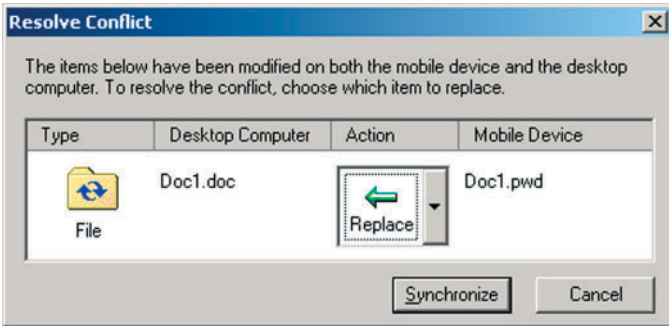 Resolve Conflict
The items below have been modified on both the mobile device and the desktop
computer. To resolve the conflict, choose which item to replace.
Type Desktop Computer Action Mobile Device
Doc1.doc Doc1.pwd
File Replace
Synchronize Cancel